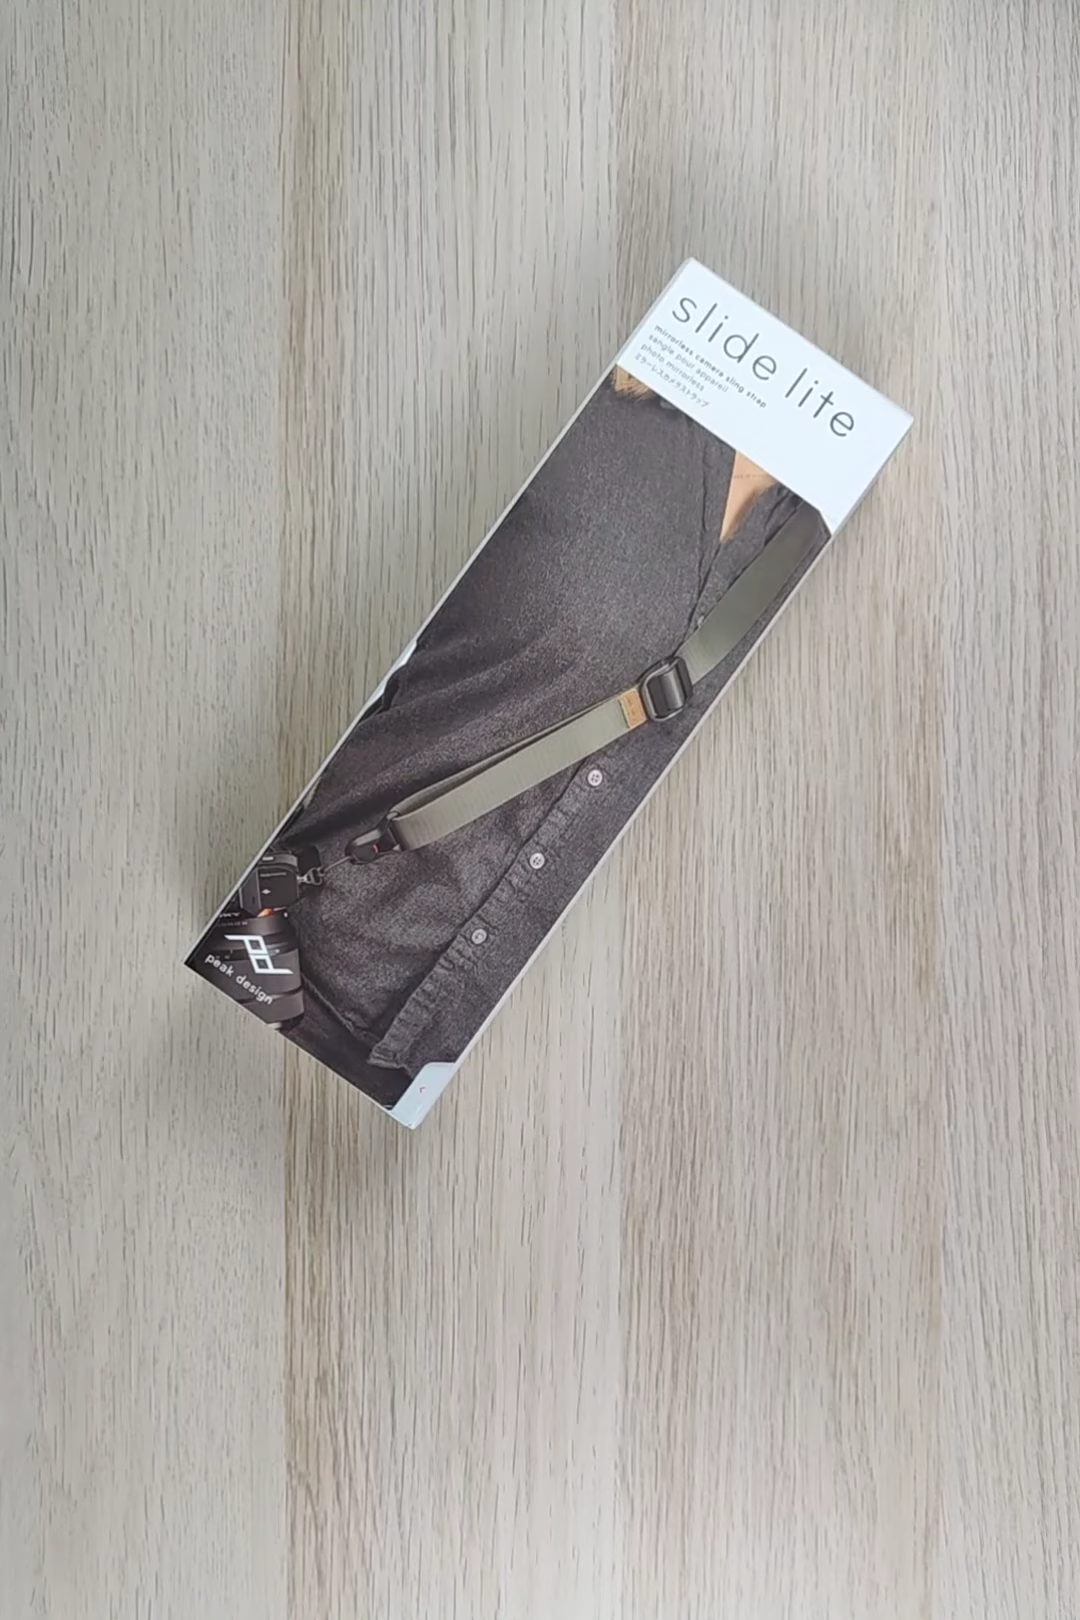 slide lite
mirrorless camera sling strap
sangle pour appareil
photo mirrorless
ミラーレスカメラストラップ
peak design